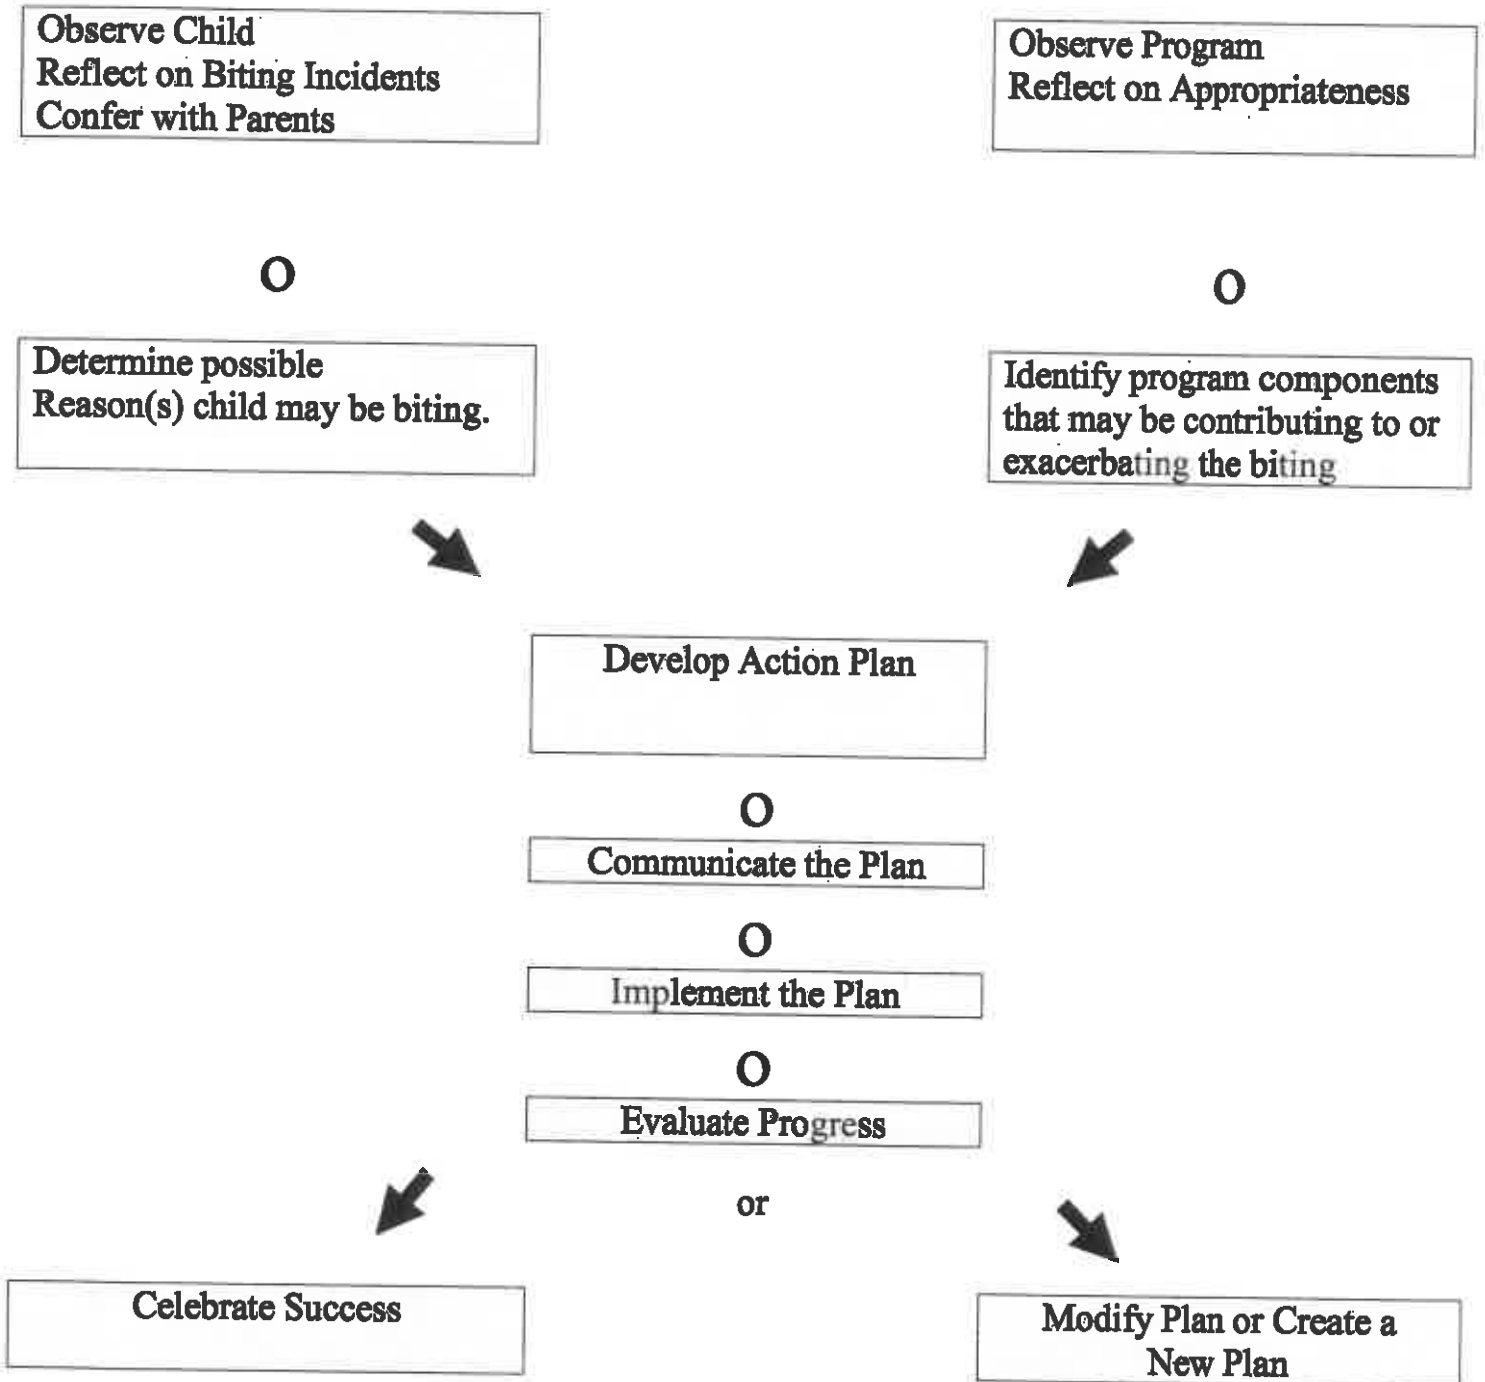 Observe Child
Reflect on Biting Incidents
Confer with Parents
Observe Program
Reflect on Appropriateness
O
O
Determine possible
Reason(s) child may be biting.
Identify program components
that may be contributing to or
exacerbating the biting
Develop Action Plan
O
Communicate the Plan
O
Implement the Plan
O
Evaluate Progress
or
Celebrate Success
Modify Plan or Create a
New Plan